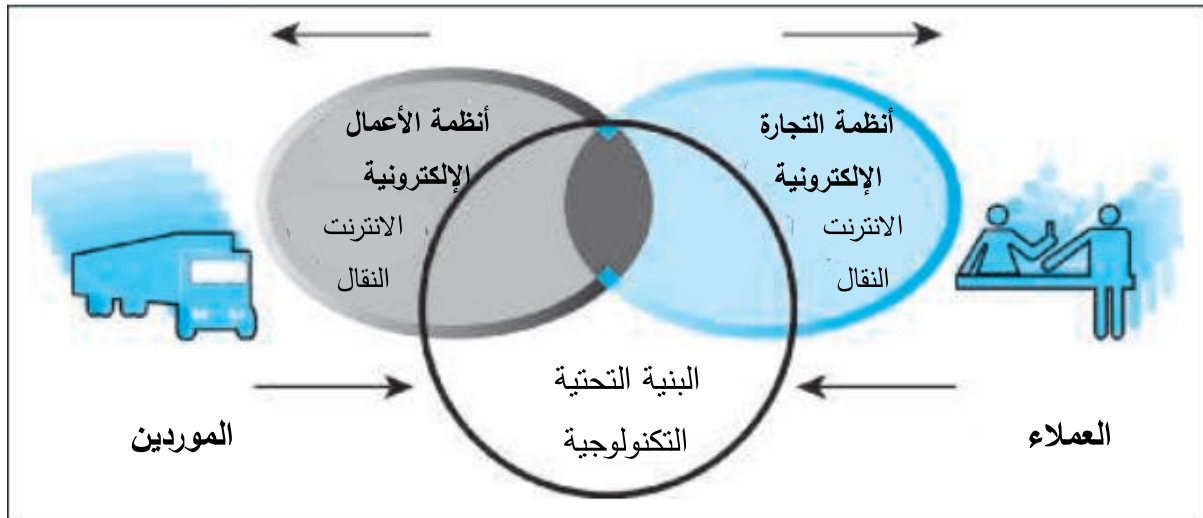 أنظمة التجارة
الإلكترونية
الانترنت
النقال
أنظمة الأعمال
الإلكترونية
الانترنت
النقال
البنية التحتية
التكنولوجية
العملاء
الموردين